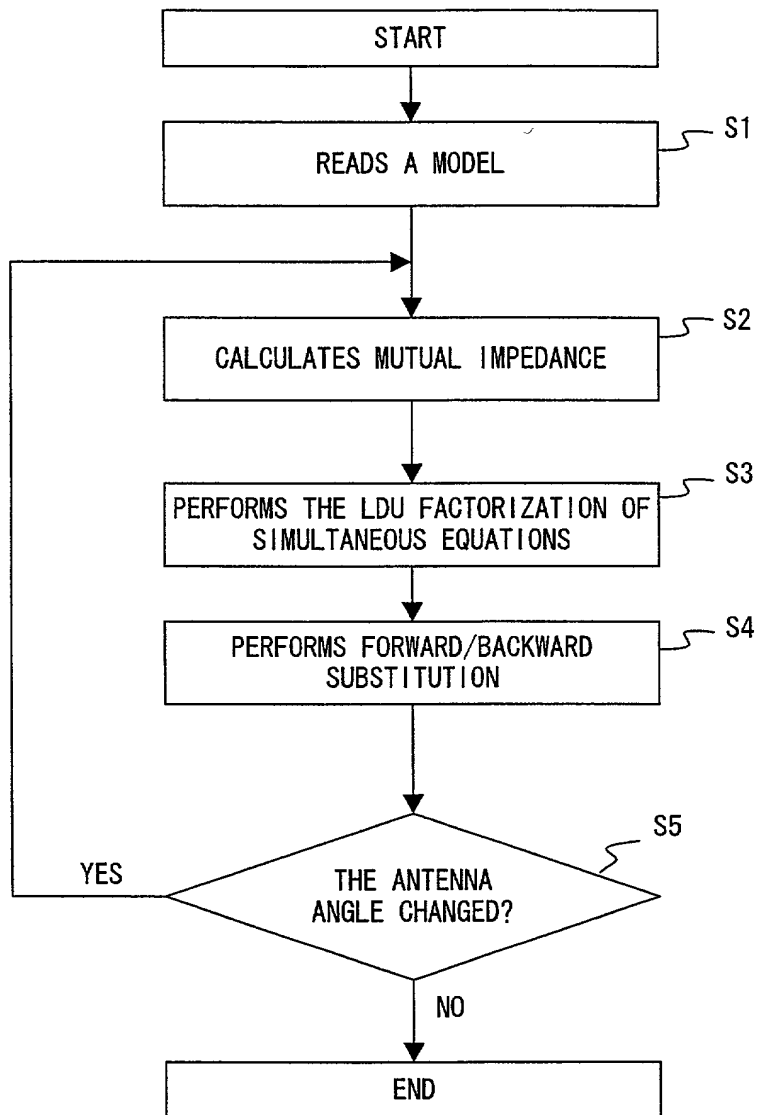 START
READS A MODEL
S1
CALCULATES MUTUAL IMPEDANCE
S2
PERFORMS THE LDU FACTORIZATION OF
SIMULTANEOUS EQUATIONS
S3
PERFORMS FORWARD/BACKWARD
SUBSTITUTION
S4
THE ANTENNA
ANGLE CHANGED?
S5
YES
NO
END